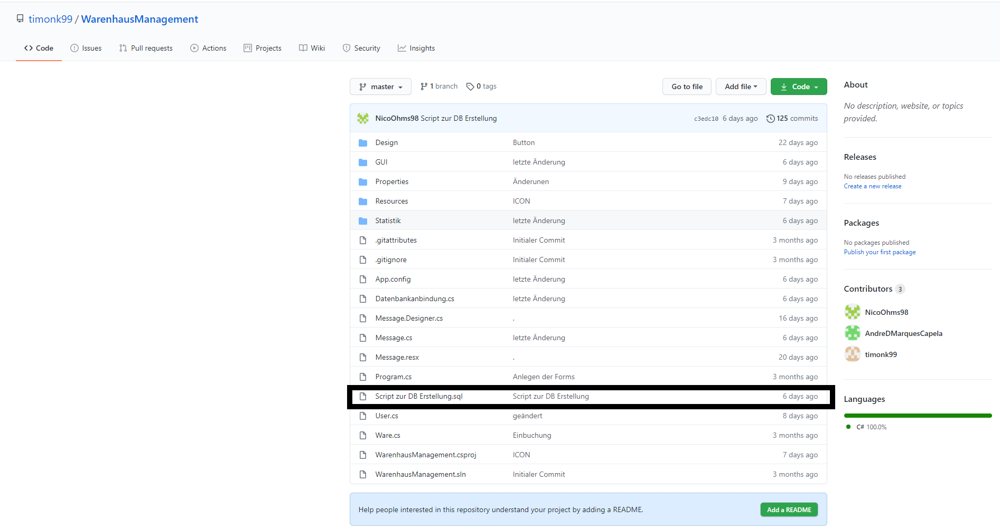 timonk99 / WarenhausManagement
Code Issues Pull requests Actions Projects Wiki Security Insights
master 1 branch 0 tags Go to file Add file Code
NicoOhms98 Script zur DB Erstellung c3edc10 6 days ago 125 commits
Design Button 22 days ago
GUI letzte Änderung 6 days ago
Properties Änderunen 9 days ago
Resources ICON 7 days ago
Statistik letzte Änderung 6 days ago
.gitattributes Initialer Commit 3 months ago
.gitignore Initialer Commit 3 months ago
App.config letzte Änderung 6 days ago
Datenbankanbindung.cs letzte Änderung 6 days ago
Message.Designer.cs . 16 days ago
Message.cs letzte Änderung 6 days ago
Message.resx . 20 days ago
Program.cs Anlegen der Forms 3 months ago
Script zur DB Erstellung.sql Script zur DB Erstellung 6 days ago
User.cs geändert 8 days ago
Ware.cs Einbuchung 3 months ago
WarenhausManagement.csproj ICON 7 days ago
WarenhausManagement.sln Initialer Commit 3 months ago
Help people interested in this repository understand your project by adding a README. Add a README
About
No description, website, or topics
provided.
Releases
No releases published
Create a new release
Packages
No packages published
Publish your first package
Contributors 3
NicoOhms98
AndreDMarquesCapela
timonk99
Languages
C# 100.0%